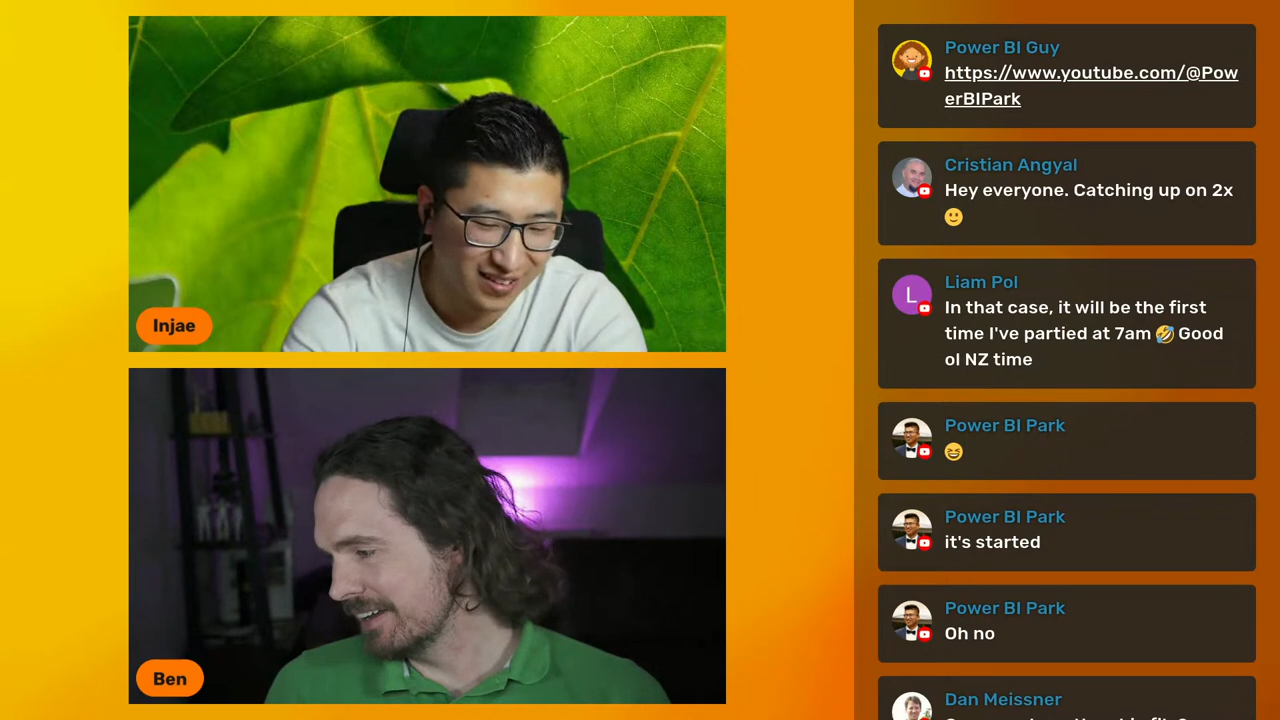 Injae
Ben
Power BI Guy
https://www.youtube.com/@Pow
erBIPark
Cristian Angyal
Hey everyone. Catching up on 2x
🙂
L
Liam Pol
In that case, it will be the first
time I've partied at 7am 🤣 Good
ol NZ time
Power BI Park
😆
Power BI Park
it's started
Power BI Park
Oh no
Dan Meissner